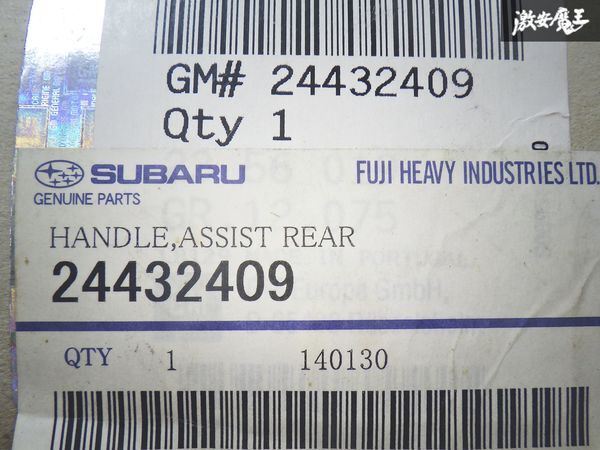 激安魔王
GM# 24432409
Qty 1
SUBARU
GENUINE PARTS
FUJI HEAVY INDUSTRIES LTD.
HANDLE,ASSIST REAR
24432409
QTY 1 140130